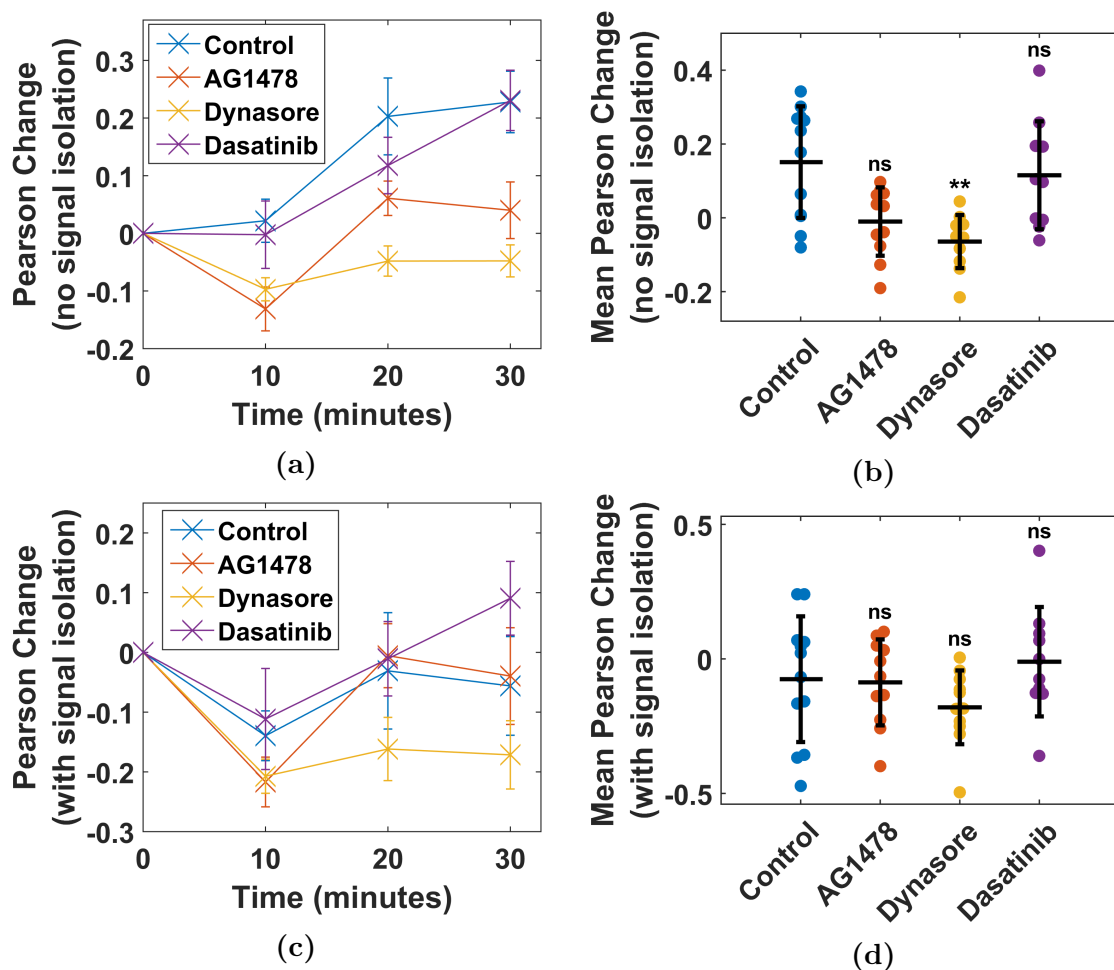 Pearson Change
(no signal isolation)
0.3
0.2
0.1
0
-0.1
-0.2
Control
AG1478
Dynasore
Dasatinib
0
10
20
30
Time (minutes)
(a)
Mean Pearson Change
(no signal isolation)
0.4
0.2
0
-0.2
ns
**
ns
Control
AG1478
Dynasore
Dasatinib
(b)
Pearson Change
(with signal isolation)
0.2
0.1
0
-0.1
-0.2
-0.3
Control
AG1478
Dynasore
Dasatinib
0
10
20
30
Time (minutes)
(c)
Mean Pearson Change
(with signal isolation)
0.5
0
-0.5
ns
ns
ns
Control
AG1478
Dynasore
Dasatinib
(d)